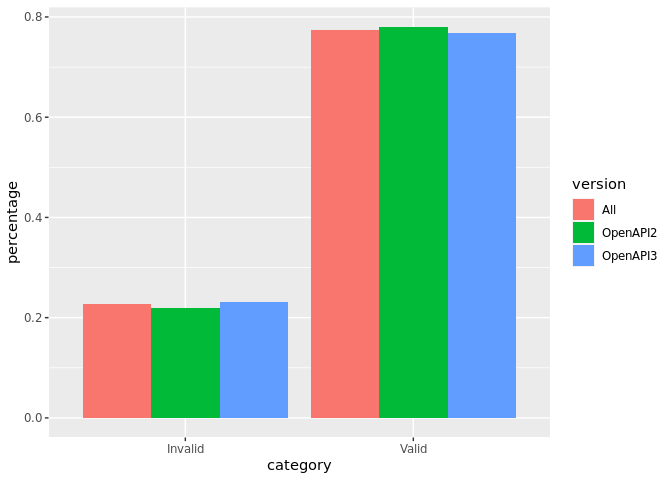 0.8
0.6
0.4
0.2
0.0
percentage
Invalid
Valid
category
version
All
OpenAPI2
OpenAPI3